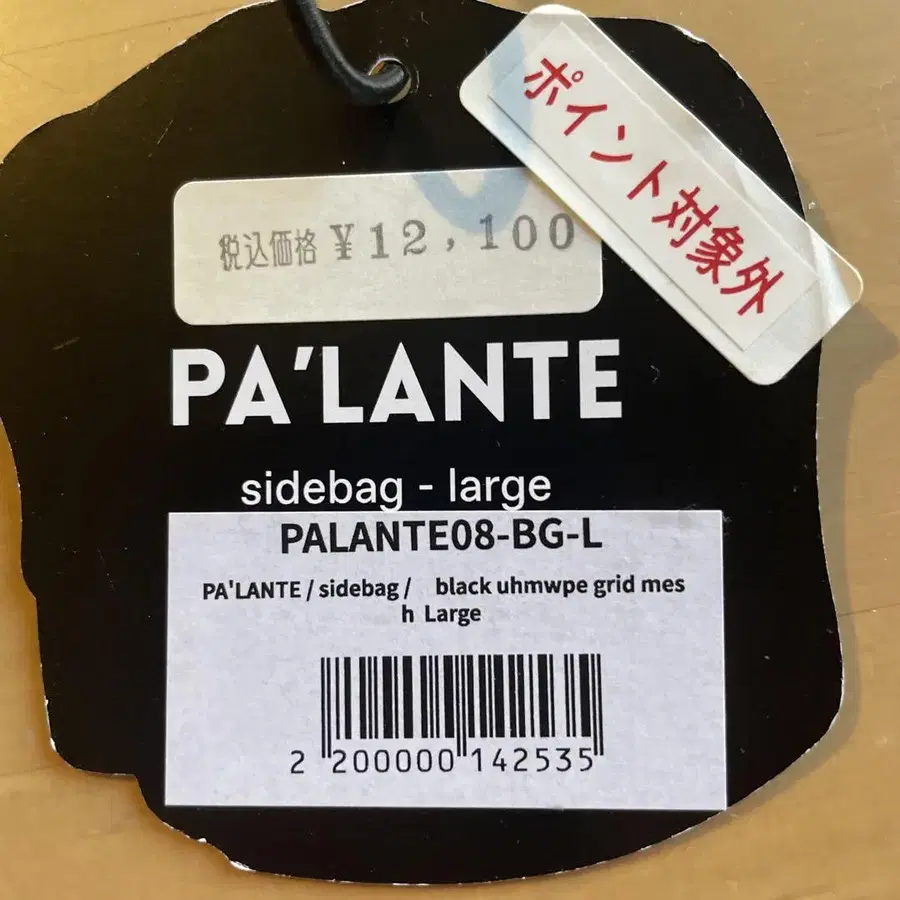 ポイント対象外
税込価格 ¥12,100
PA'LANTE
sidebag - large
PALANTE08-BG-L
PA'LANTE / sidebag / black uhmwpe grid mes
h Large
2 200000 142535